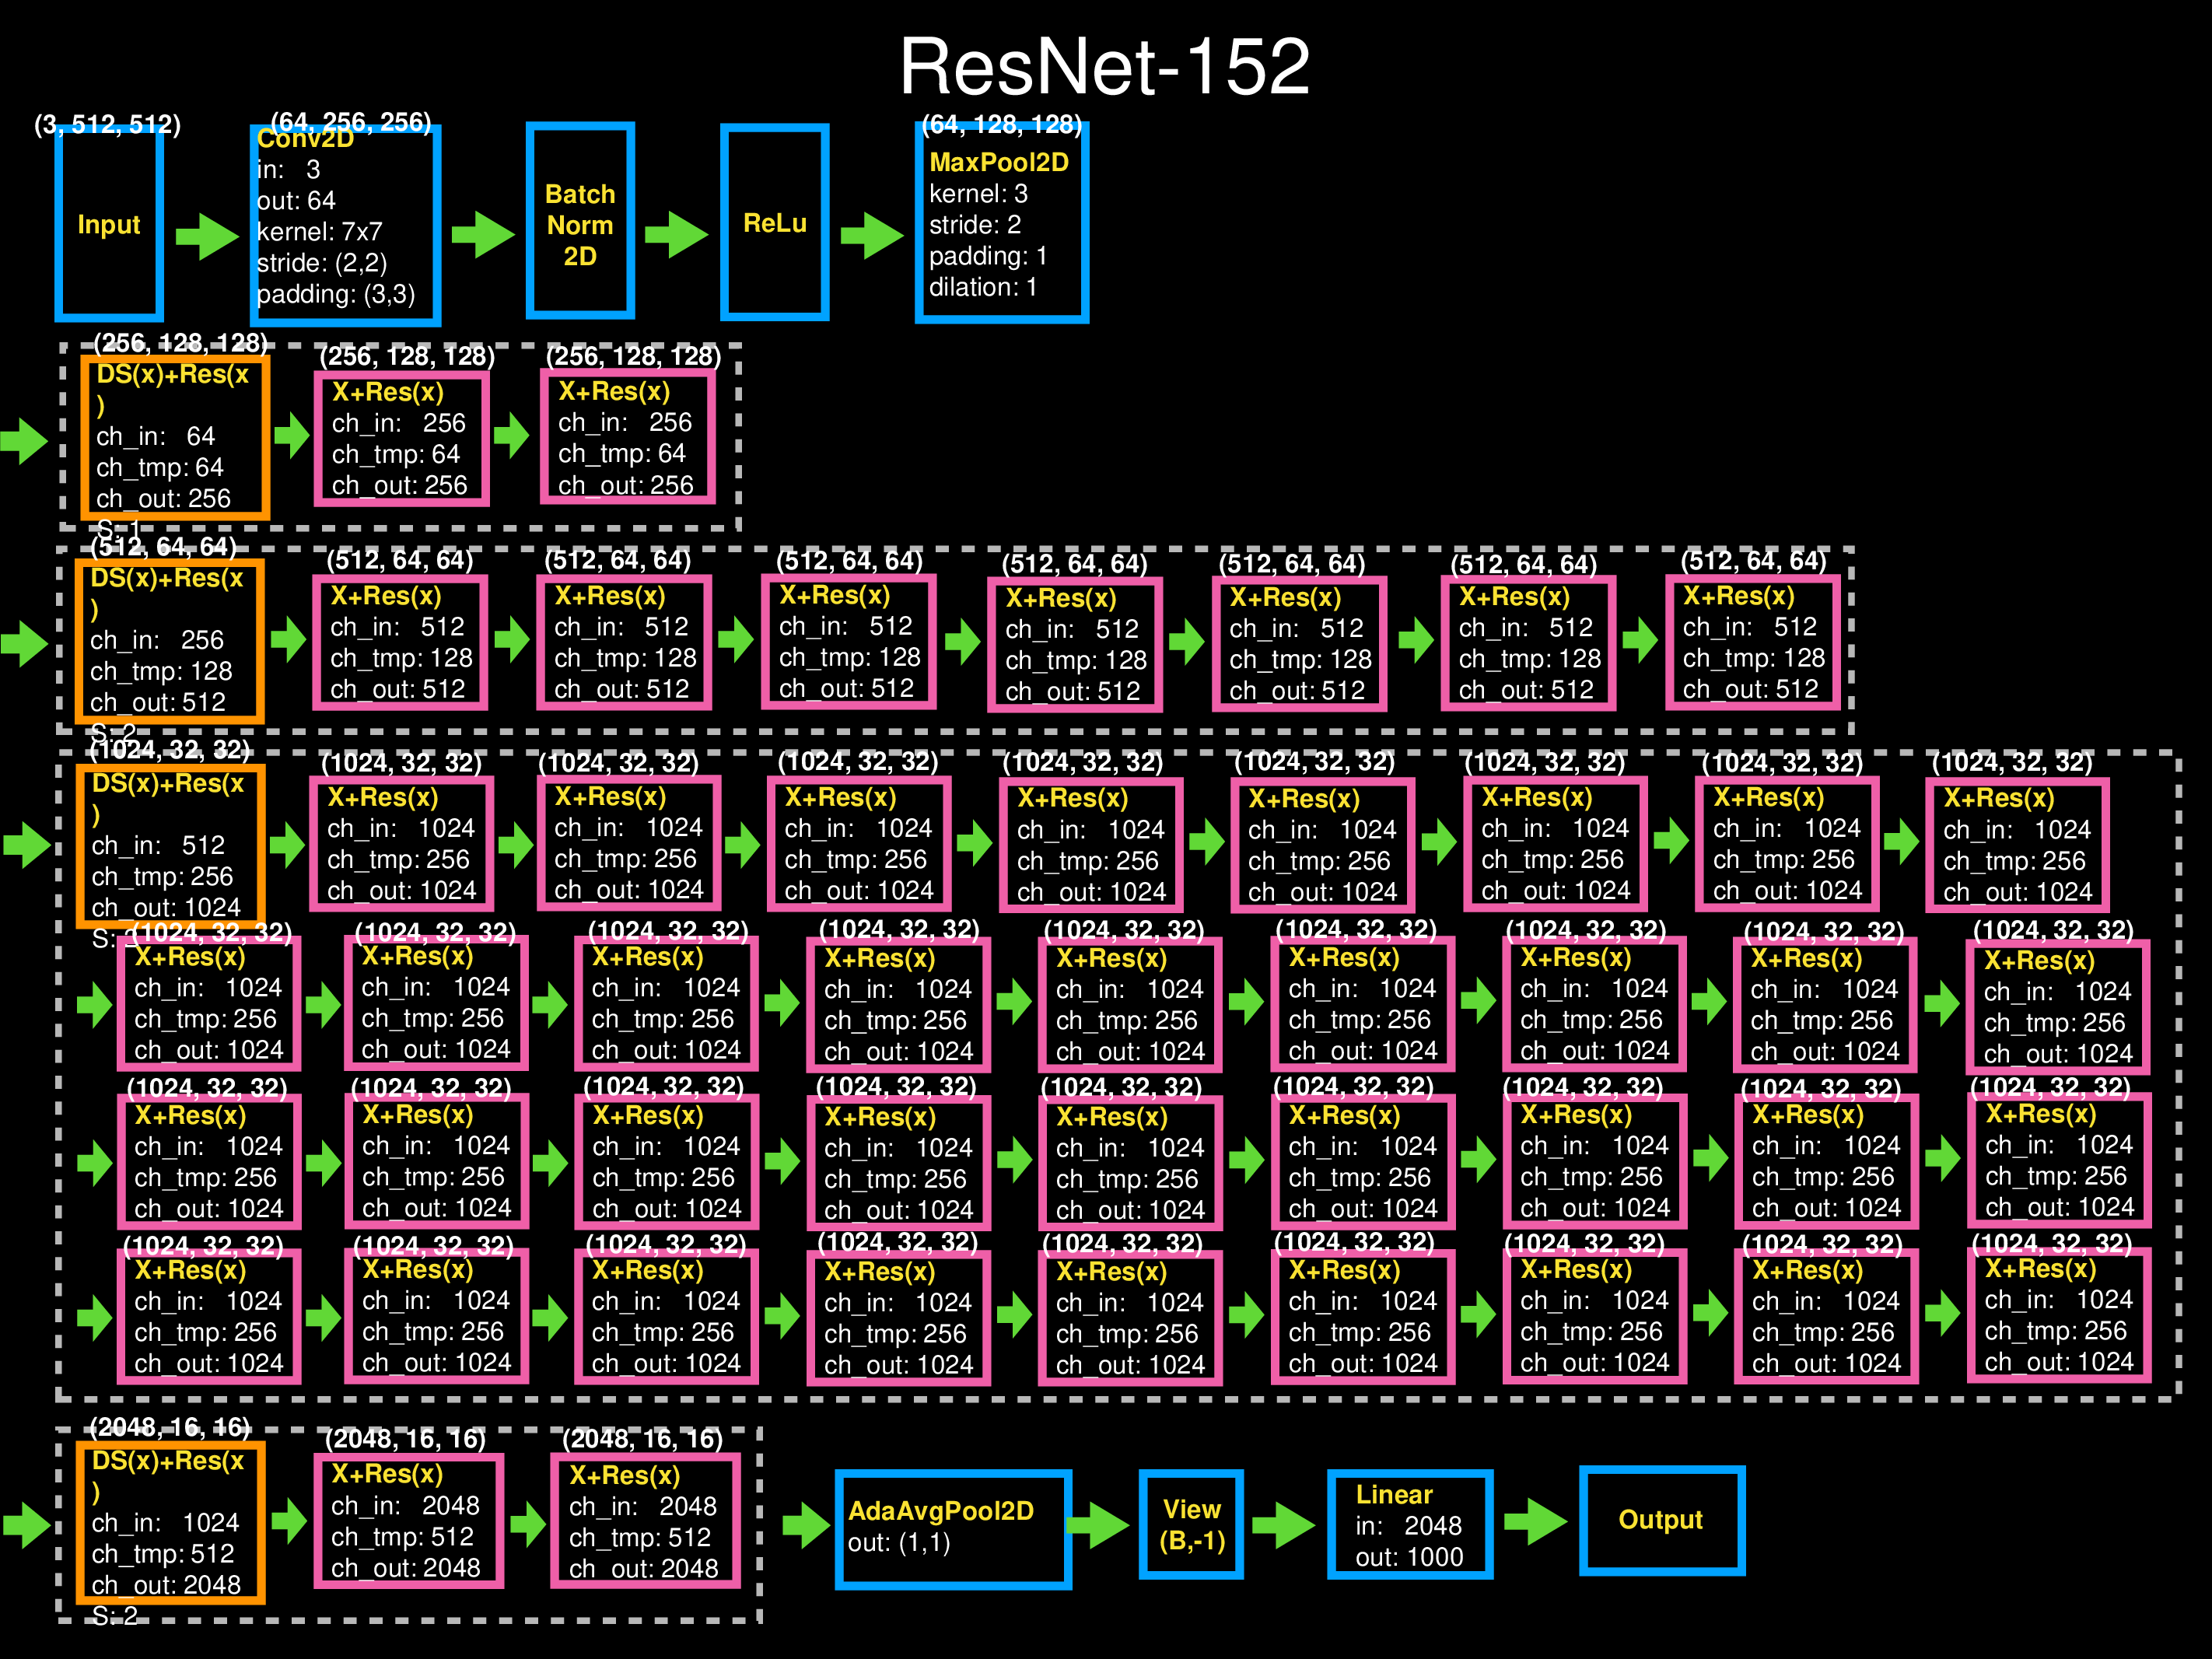 ResNet-152
(3, 512, 512)
Input
(64, 256, 256)
Conv2D
in: 3
out: 64
kernel: 7x7
stride: (2,2)
padding: (3,3)
Batch
Norm
2D
ReLu
(64, 128, 128)
MaxPool2D
kernel: 3
stride: 2
padding: 1
dilation: 1
(256, 128, 128)
DS(x)+Res(x
)
ch_in: 64
ch_tmp: 64
ch_out: 256
S: 1
(256, 128, 128)
X+Res(x)
ch_in: 256
ch_tmp: 64
ch_out: 256
(256, 128, 128)
X+Res(x)
ch_in: 256
ch_tmp: 64
ch_out: 256
(512, 64, 64)
DS(x)+Res(x
)
ch_in: 256
ch_tmp: 128
ch_out: 512
S: 2
(512, 64, 64)
X+Res(x)
ch_in: 512
ch_tmp: 128
ch_out: 512
(512, 64, 64)
X+Res(x)
ch_in: 512
ch_tmp: 128
ch_out: 512
(512, 64, 64)
X+Res(x)
ch_in: 512
ch_tmp: 128
ch_out: 512
(512, 64, 64)
X+Res(x)
ch_in: 512
ch_tmp: 128
ch_out: 512
(512, 64, 64)
X+Res(x)
ch_in: 512
ch_tmp: 128
ch_out: 512
(512, 64, 64)
X+Res(x)
ch_in: 512
ch_tmp: 128
ch_out: 512
(512, 64, 64)
X+Res(x)
ch_in: 512
ch_tmp: 128
ch_out: 512
(1024, 32, 32)
DS(x)+Res(x
)
ch_in: 512
ch_tmp: 256
ch_out: 1024
S: 2
(1024, 32, 32)
X+Res(x)
ch_in: 1024
ch_tmp: 256
ch_out: 1024
(1024, 32, 32)
X+Res(x)
ch_in: 1024
ch_tmp: 256
ch_out: 1024
(1024, 32, 32)
X+Res(x)
ch_in: 1024
ch_tmp: 256
ch_out: 1024
(1024, 32, 32)
X+Res(x)
ch_in: 1024
ch_tmp: 256
ch_out: 1024
(1024, 32, 32)
X+Res(x)
ch_in: 1024
ch_tmp: 256
ch_out: 1024
(1024, 32, 32)
X+Res(x)
ch_in: 1024
ch_tmp: 256
ch_out: 1024
(1024, 32, 32)
X+Res(x)
ch_in: 1024
ch_tmp: 256
ch_out: 1024
(1024, 32, 32)
X+Res(x)
ch_in: 1024
ch_tmp: 256
ch_out: 1024
(1024, 32, 32)
X+Res(x)
ch_in: 1024
ch_tmp: 256
ch_out: 1024
(1024, 32, 32)
X+Res(x)
ch_in: 1024
ch_tmp: 256
ch_out: 1024
(1024, 32, 32)
X+Res(x)
ch_in: 1024
ch_tmp: 256
ch_out: 1024
(1024, 32, 32)
X+Res(x)
ch_in: 1024
ch_tmp: 256
ch_out: 1024
(1024, 32, 32)
X+Res(x)
ch_in: 1024
ch_tmp: 256
ch_out: 1024
(1024, 32, 32)
X+Res(x)
ch_in: 1024
ch_tmp: 256
ch_out: 1024
(1024, 32, 32)
X+Res(x)
ch_in: 1024
ch_tmp: 256
ch_out: 1024
(1024, 32, 32)
X+Res(x)
ch_in: 1024
ch_tmp: 256
ch_out: 1024
(1024, 32, 32)
X+Res(x)
ch_in: 1024
ch_tmp: 256
ch_out: 1024
(1024, 32, 32)
X+Res(x)
ch_in: 1024
ch_tmp: 256
ch_out: 1024
(1024, 32, 32)
X+Res(x)
ch_in: 1024
ch_tmp: 256
ch_out: 1024
(1024, 32, 32)
X+Res(x)
ch_in: 1024
ch_tmp: 256
ch_out: 1024
(1024, 32, 32)
X+Res(x)
ch_in: 1024
ch_tmp: 256
ch_out: 1024
(1024, 32, 32)
X+Res(x)
ch_in: 1024
ch_tmp: 256
ch_out: 1024
(1024, 32, 32)
X+Res(x)
ch_in: 1024
ch_tmp: 256
ch_out: 1024
(1024, 32, 32)
X+Res(x)
ch_in: 1024
ch_tmp: 256
ch_out: 1024
(1024, 32, 32)
X+Res(x)
ch_in: 1024
ch_tmp: 256
ch_out: 1024
(1024, 32, 32)
X+Res(x)
ch_in: 1024
ch_tmp: 256
ch_out: 1024
(1024, 32, 32)
X+Res(x)
ch_in: 1024
ch_tmp: 256
ch_out: 1024
(1024, 32, 32)
X+Res(x)
ch_in: 1024
ch_tmp: 256
ch_out: 1024
(1024, 32, 32)
X+Res(x)
ch_in: 1024
ch_tmp: 256
ch_out: 1024
(1024, 32, 32)
X+Res(x)
ch_in: 1024
ch_tmp: 256
ch_out: 1024
(1024, 32, 32)
X+Res(x)
ch_in: 1024
ch_tmp: 256
ch_out: 1024
(1024, 32, 32)
X+Res(x)
ch_in: 1024
ch_tmp: 256
ch_out: 1024
(1024, 32, 32)
X+Res(x)
ch_in: 1024
ch_tmp: 256
ch_out: 1024
(1024, 32, 32)
X+Res(x)
ch_in: 1024
ch_tmp: 256
ch_out: 1024
(1024, 32, 32)
X+Res(x)
ch_in: 1024
ch_tmp: 256
ch_out: 1024
(2048, 16, 16)
DS(x)+Res(x
)
ch_in: 1024
ch_tmp: 512
ch_out: 2048
S: 2
(2048, 16, 16)
X+Res(x)
ch_in: 2048
ch_tmp: 512
ch_out: 2048
(2048, 16, 16)
X+Res(x)
ch_in: 2048
ch_tmp: 512
ch_out: 2048
AdaAvgPool2D
out: (1,1)
View
(B,-1)
Linear
in: 2048
out: 1000
Output